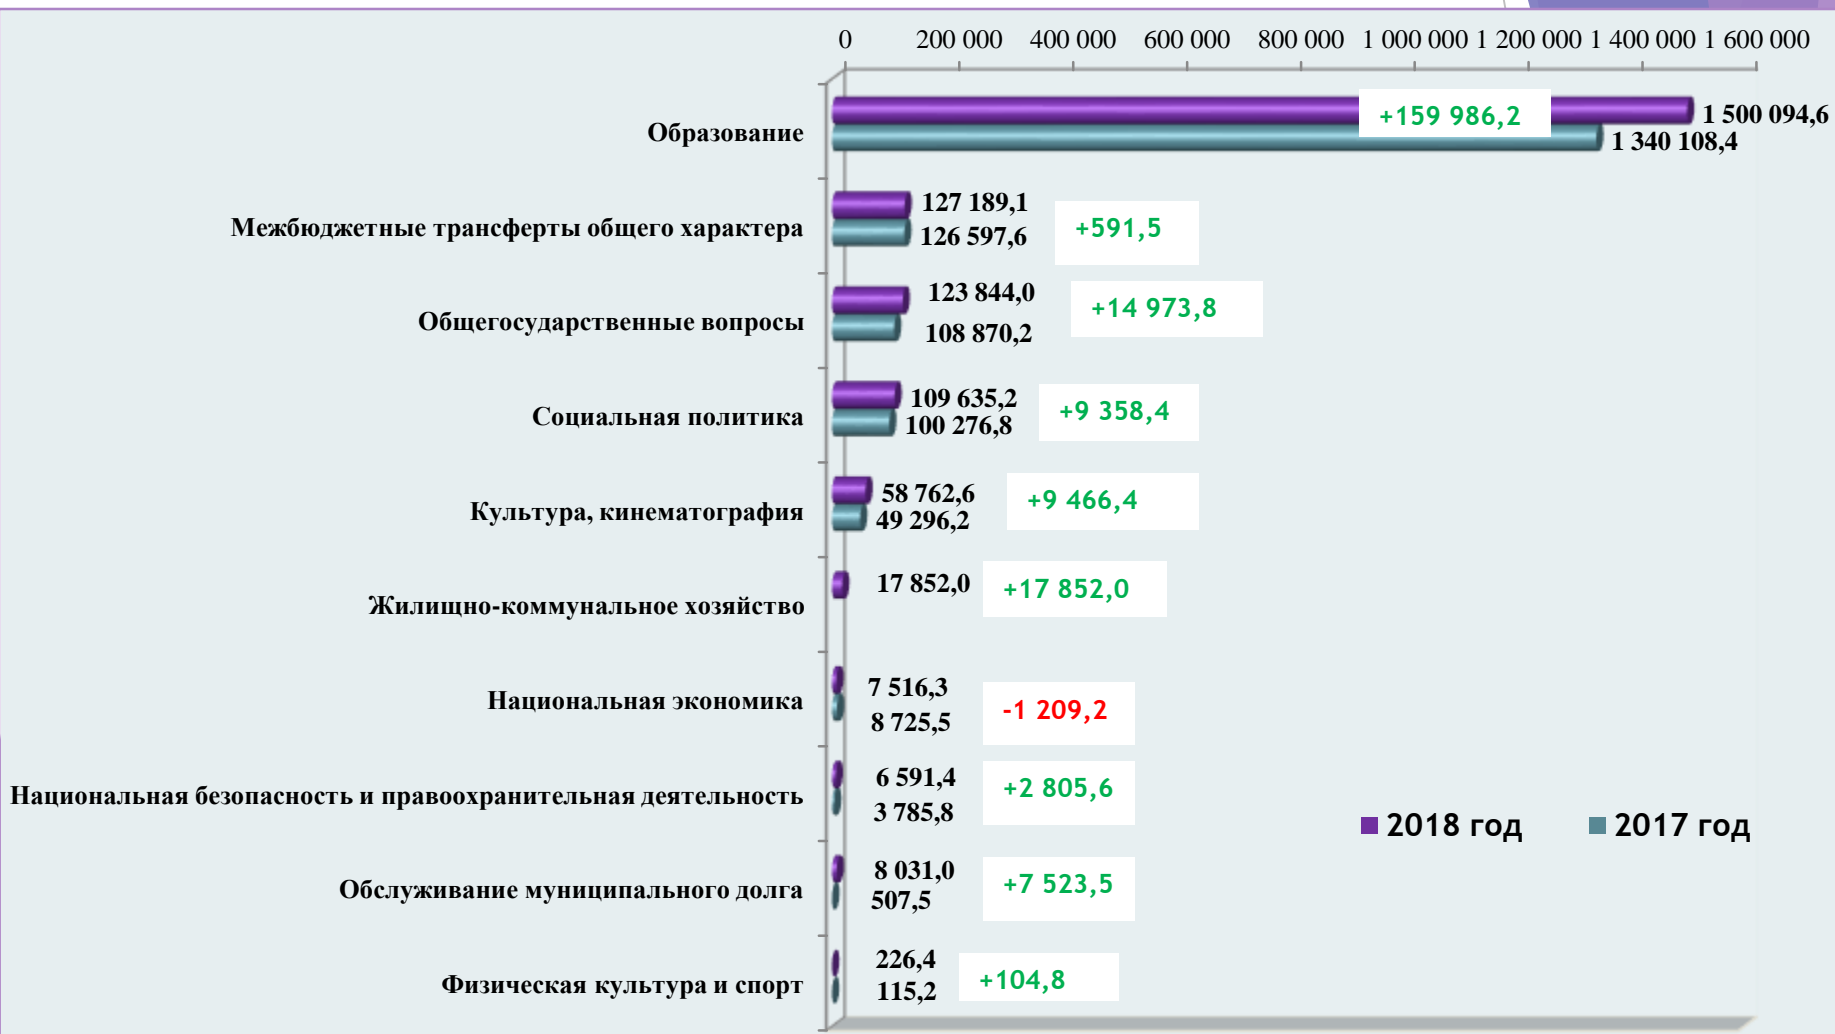 0 200 000 400 000 600 000 800 000 1 000 000 1 200 000 1 400 000 1 600 000
Образование
+159 986,2
1 500 094,6
1 340 108,4
Межбюджетные трансферты общего характера
127 189,1
126 597,6
+591,5
Общегосударственные вопросы
123 844,0
108 870,2
+14 973,8
Социальная политика
109 635,2
100 276,8
+9 358,4
Культура, кинематография
58 762,6
49 296,2
+9 466,4
Жилищно-коммунальное хозяйство
17 852,0
+17 852,0
Национальная экономика
7 516,3
8 725,5
-1 209,2
Национальная безопасность и правоохранительная деятельность
6 591,4
3 785,8
+2 805,6
2018 год 2017 год
Обслуживание муниципального долга
8 031,0
507,5
+7 523,5
Физическая культура и спорт
226,4
115,2
+104,8